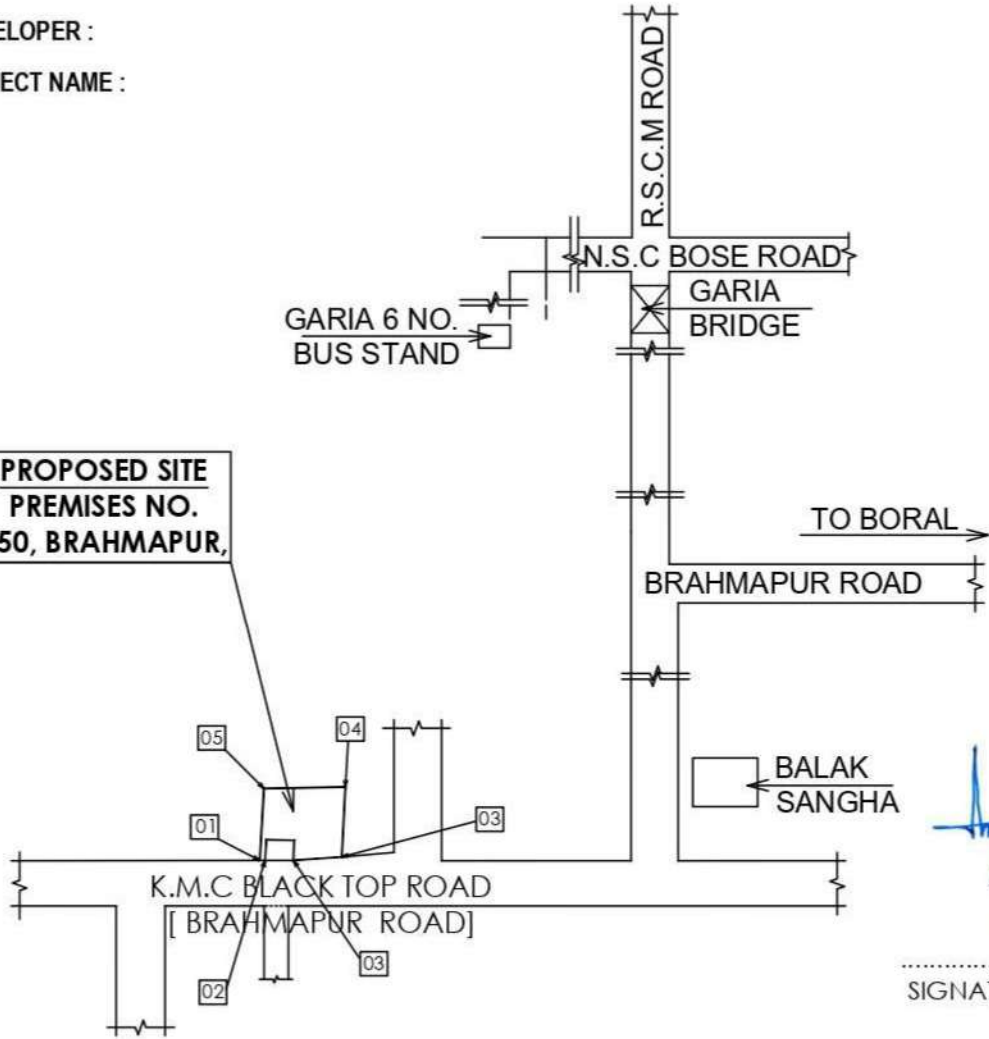 ELOPER :
ECT NAME :
R.S.C.M ROAD
N.S.C BOSE ROAD
GARIA
BRIDGE
GARIA 6 NO.
BUS STAND
PROPOSED SITE
PREMISES NO.
50, BRAHMAPUR,
TO BORAL
BRAHMAPUR ROAD
05
04
BALAK
SANGHA
01
03
K.M.C BLACK TOP ROAD
[ BRAHMAPUR ROAD]
03
02
SIGNAT